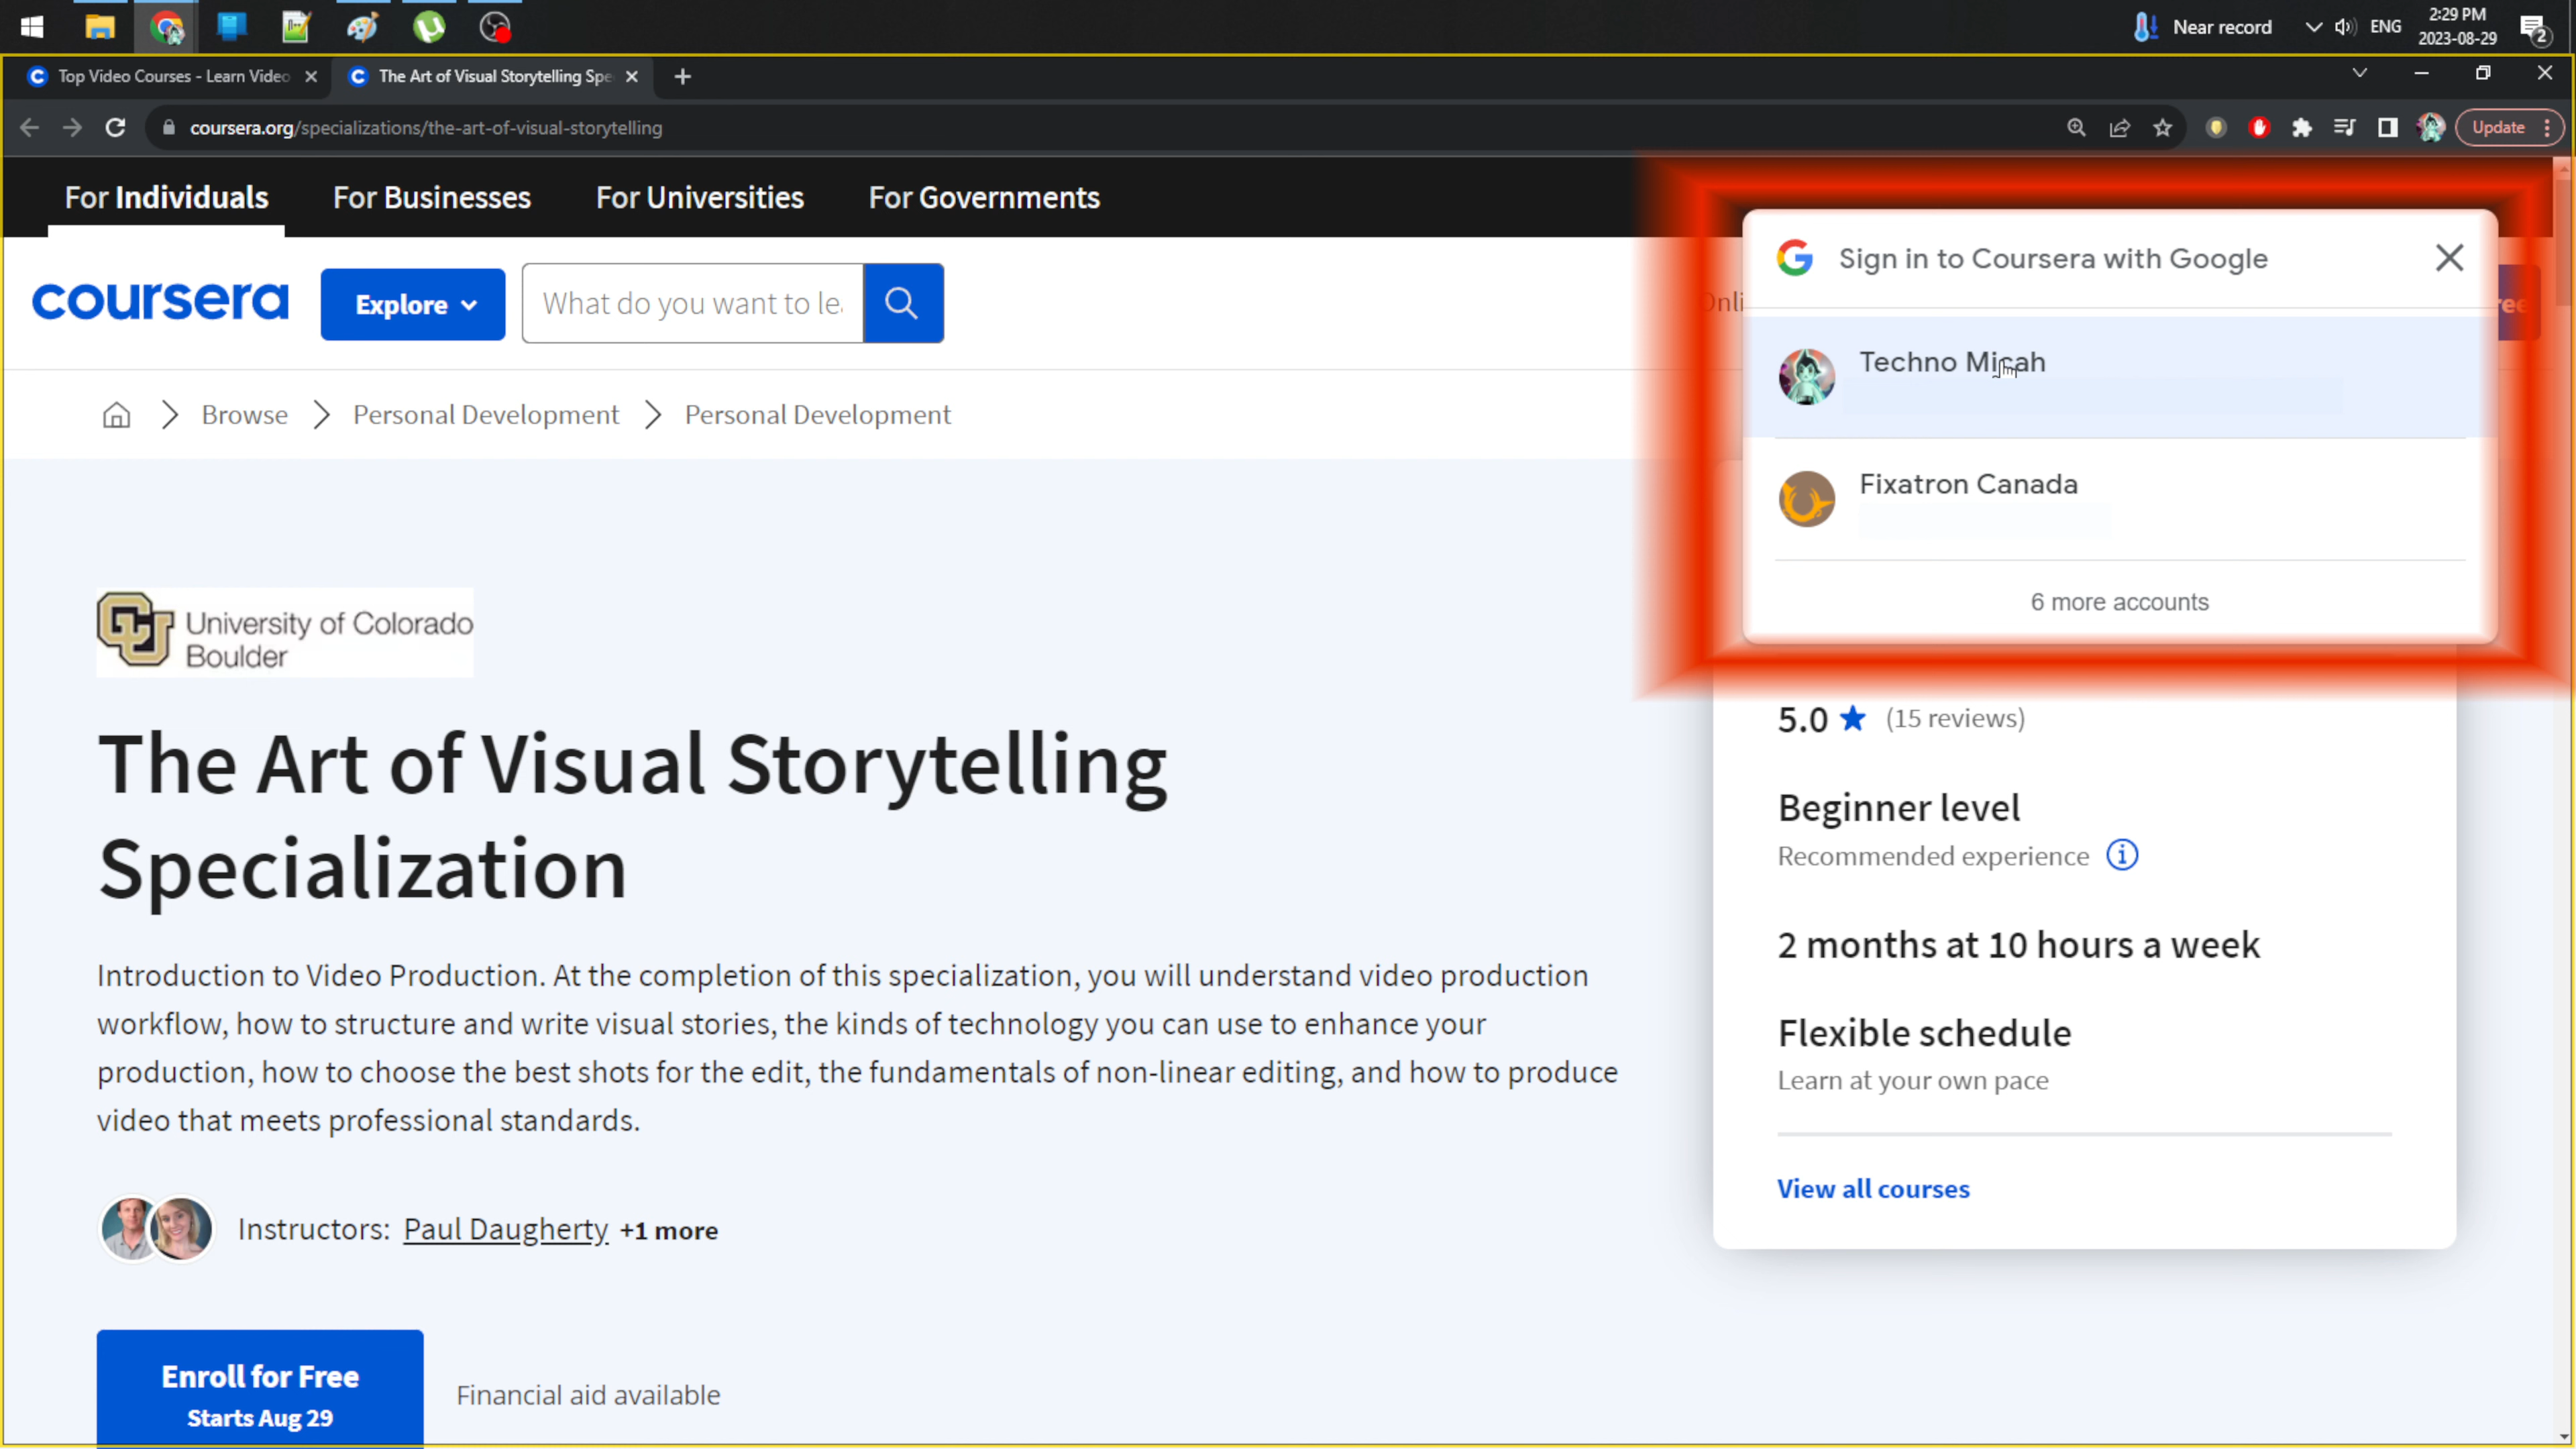 Near record
ENG
2:29 PM
2023-08-29
2
Top Video Courses - Learn Video
The Art of Visual Storytelling Spe
coursera.org/specializations/the-art-of-visual-storytelling
Update
For Individuals
For Businesses
For Universities
For Governments
coursera
Explore
What do you want to le
Sign in to Coursera with Google
Techno Micah
Fixatron Canada
6 more accounts
Browse
Personal Development
Personal Development
University of Colorado
Boulder
The Art of Visual Storytelling
Specialization
Introduction to Video Production. At the completion of this specialization, you will understand video production
workflow, how to structure and write visual stories, the kinds of technology you can use to enhance your
production, how to choose the best shots for the edit, the fundamentals of non-linear editing, and how to produce
video that meets professional standards.
Instructors: Paul Daugherty +1 more
Enroll for Free
Starts Aug 29
Financial aid available
5.0 (15 reviews)
Beginner level
Recommended experience
2 months at 10 hours a week
Flexible schedule
Learn at your own pace
View all courses